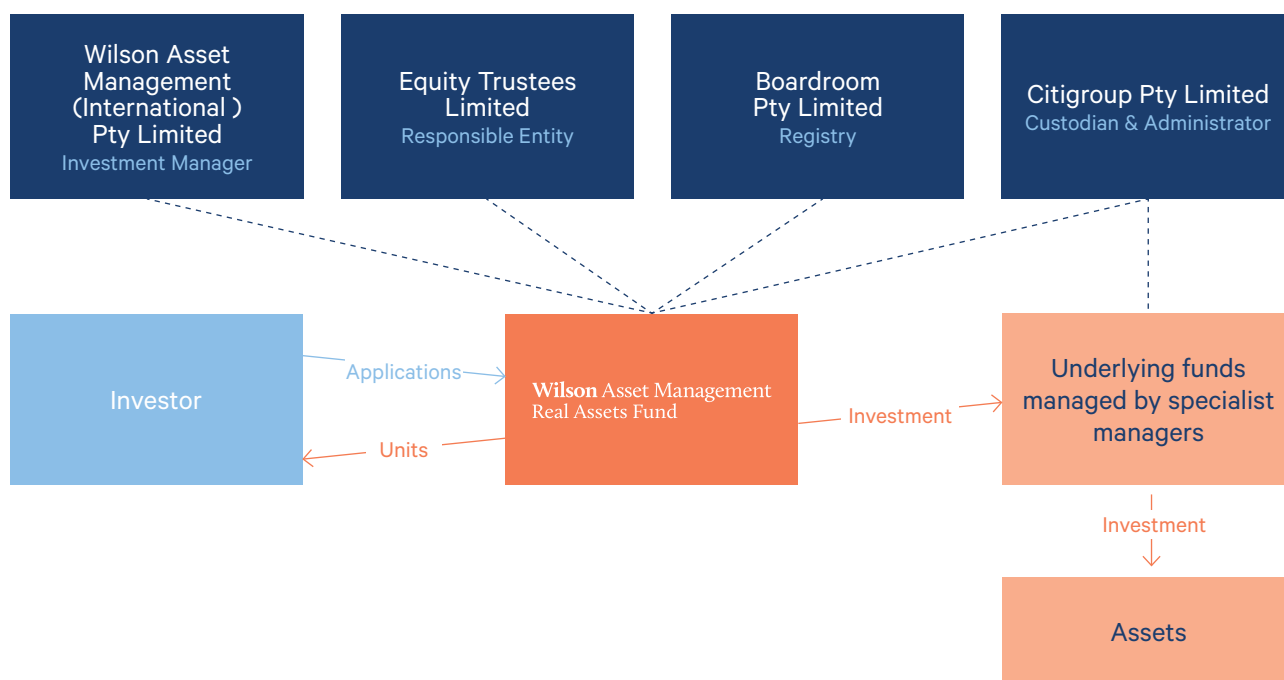 Wilson Asset
Management
(International )
Pty Limited
Investment Manager
Equity Trustees
Limited
Responsible Entity
Boardroom
Pty Limited
Registry
Citigroup Pty Limited
Custodian & Administrator
Investor
Applications
Units
Wilson Asset Management
Real Assets Fund
Investment
Underlying funds
managed by specialist
managers
Investment
Assets